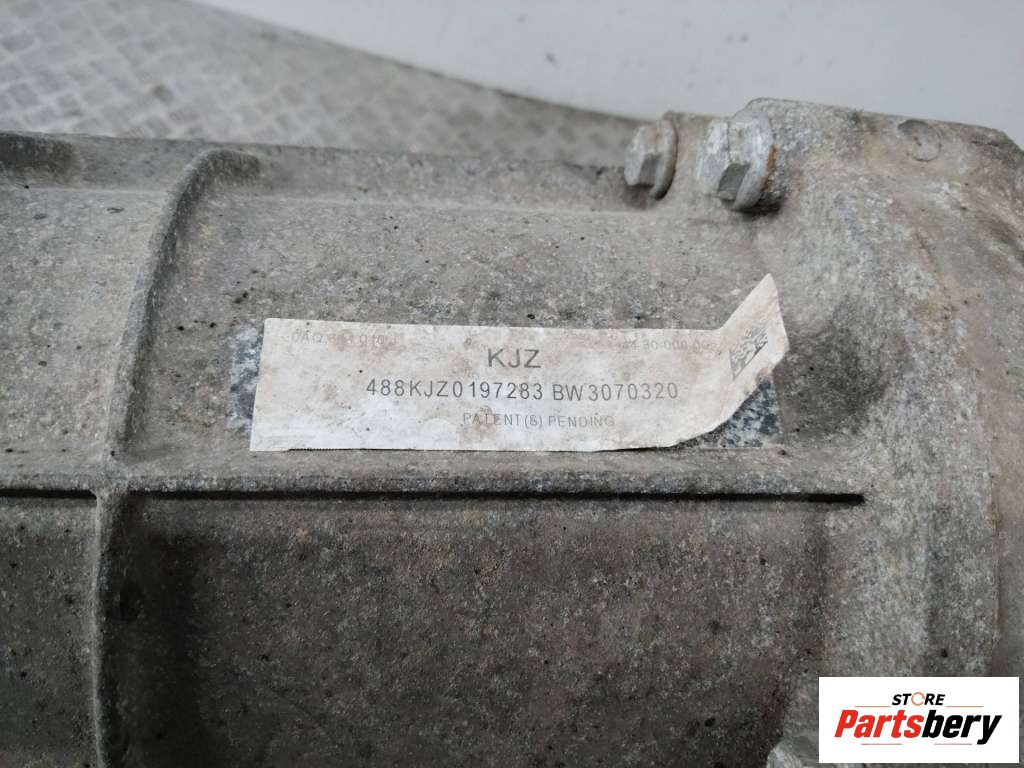 KJZ
488KJZ0197283 BW3070320
PATENT(S) PENDING
STORE
Partsbery